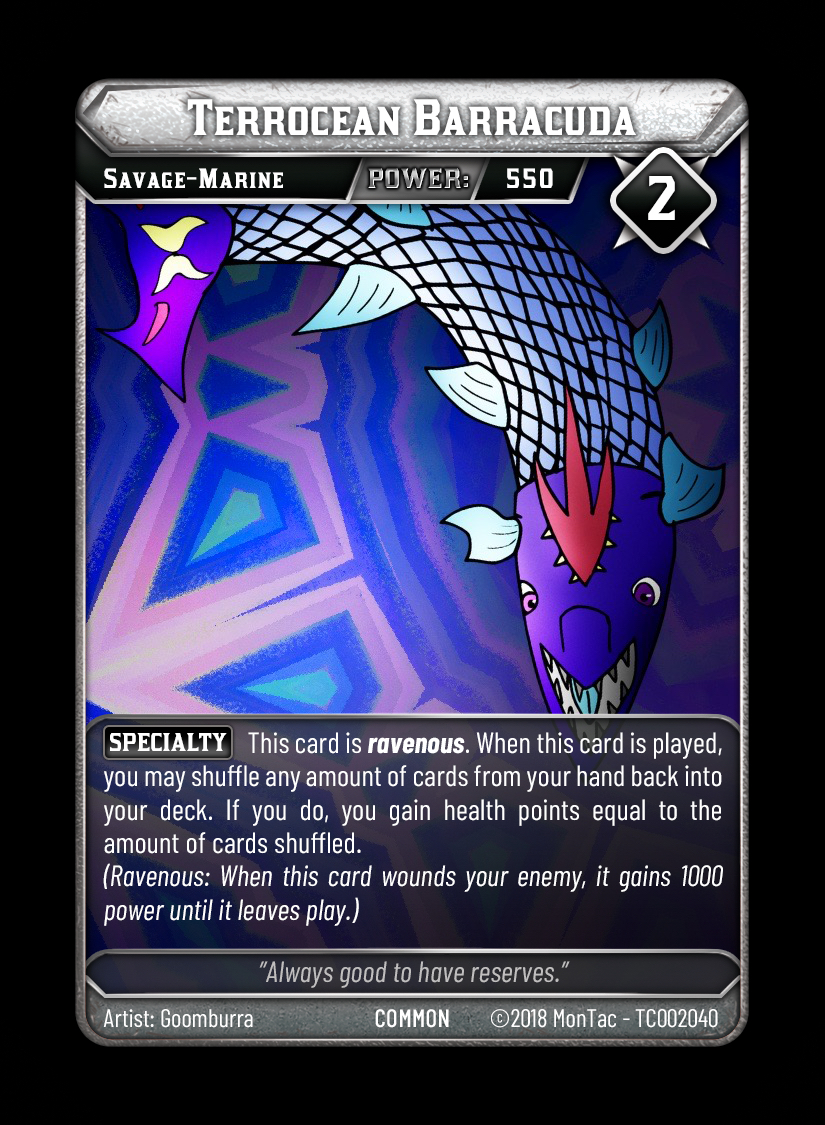 Terrocean Barracuda
Savage-Marine POWER: 550
2
SPECIALTY This card is ravenous. When this card is played,
you may shuffle any amount of cards from your hand back into
your deck. If you do, you gain health points equal to the
amount of cards shuffled.
(Ravenous: When this card wounds your enemy, it gains 1000
power until it leaves play.)
"Always good to have reserves."
Artist: Goomburra COMMON ©2018 MonTac - TC002040